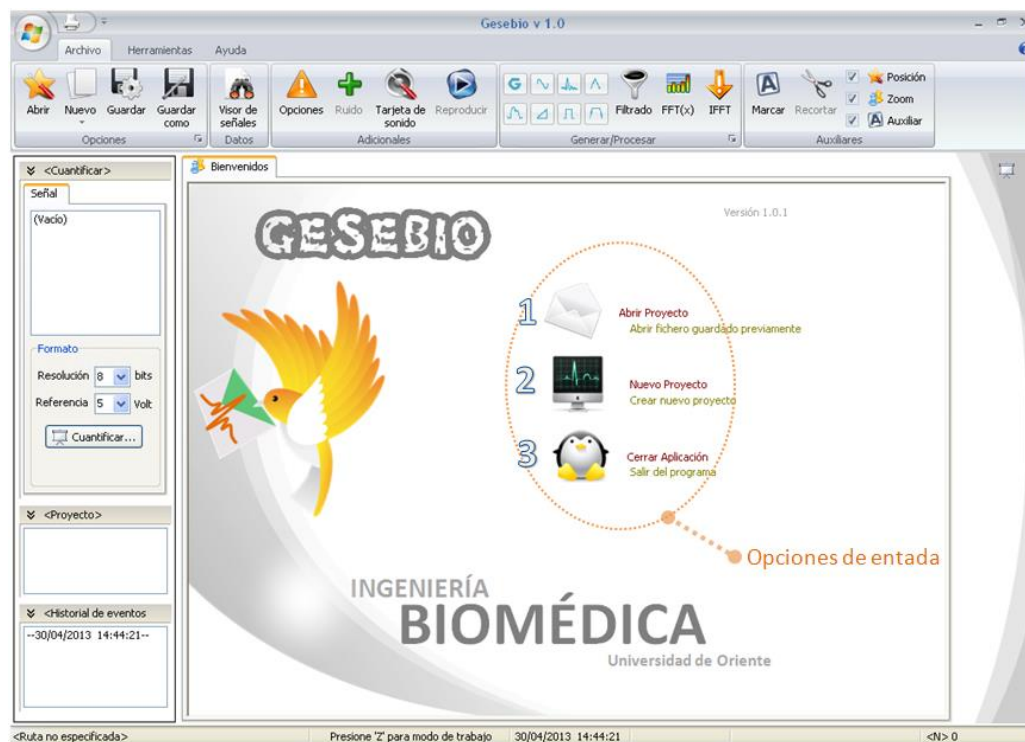 Gesebio v 1.0
Archivo Herramientas Ayuda
Abrir Nuevo Guardar Guardar como
Visor de señales
Opciones Ruido Tarjeta de sonido Reproducir
G
Filtrado FFT(x) IFFT
A
Marcar Recortar
Posición
Zoom
A Auxiliar
Opciones Datos Adicionales Generar/Procesar Auxiliares
<Cuantificar>
Señal
(Vacío)
Formato
Resolución 8 bits
Referencia 5 Volt
Cuantificar...
<Proyecto>
<Historial de eventos
--30/04/2013 14:44:21--
Bienvenidos
GESEBIO
Versión 1.0.1
1
Abrir Proyecto
Abrir fichero guardado previamente
2
Nuevo Proyecto
Crear nuevo proyecto
3
Cerrar Aplicación
Salir del programa
Opciones de entada
INGENIERÍA
BIOMÉDICA
Universidad de Oriente
<Ruta no especificada> Presione 'Z' para modo de trabajo 30/04/2013 14:44:21 <N> 0